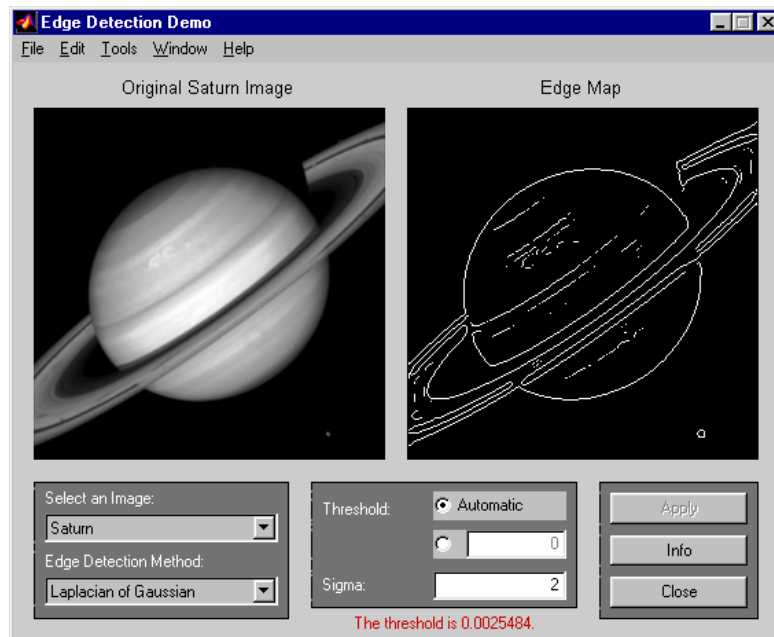 Edge Detection Demo
File Edit Tools Window Help
Original Saturn Image
Edge Map
Select an Image:
Saturn
Edge Detection Method:
Laplacian of Gaussian
Threshold:
Automatic
0
Sigma:
2
The threshold is 0.0025484.
Apply
Info
Close